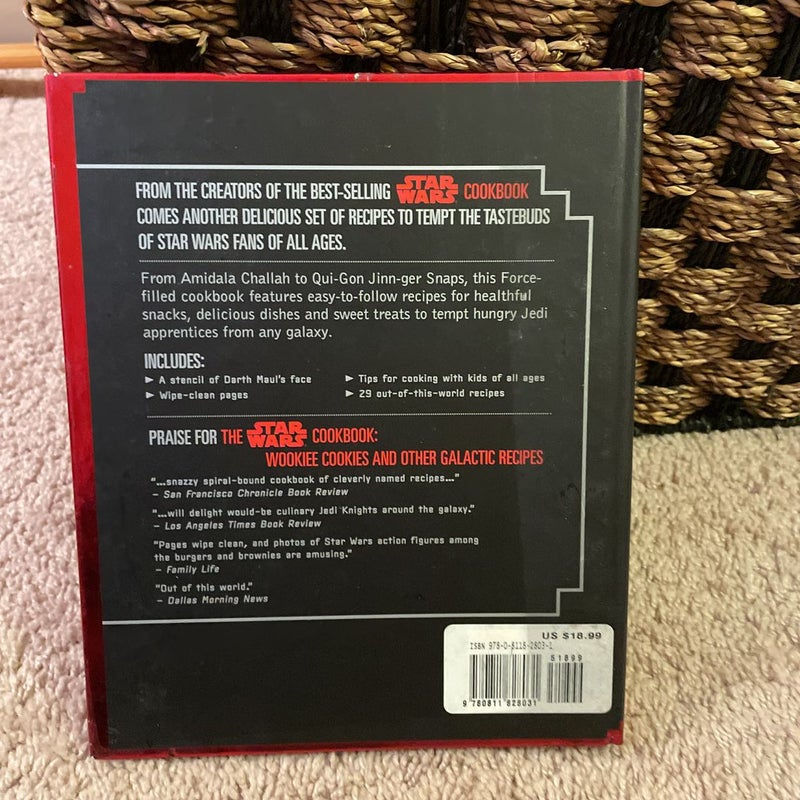 FROM THE CREATORS OF THE BEST-SELLING STAR WARS COOKBOOK
COMES ANOTHER DELICIOUS SET OF RECIPES TO TEMPT THE TASTEBUDS
OF STAR WARS FANS OF ALL AGES.
From Amidala Challah to Qui-Gon Jinn-ger Snaps, this Force-
filled cookbook features easy-to-follow recipes for healthful
snacks, delicious dishes and sweet treats to tempt hungry Jedi
apprentices from any galaxy.
INCLUDES:
► A stencil of Darth Maul's face ► Tips for cooking with kids of all ages
► Wipe-clean pages ► 29 out-of-this-world recipes
PRAISE FOR THE STAR WARS COOKBOOK:
WOOKIEE COOKIES AND OTHER GALACTIC RECIPES
"...snazzy spiral-bound cookbook of cleverly named recipes..."
– San Francisco Chronicle Book Review
"...will delight would-be culinary Jedi Knights around the galaxy."
– Los Angeles Times Book Review
"Pages wipe clean, and photos of Star Wars action figures among
the burgers and brownies are amusing."
– Family Life
"Out of this world."
– Dallas Morning News
US $18.99
ISBN 978-0-8118-2803-1
51899
9 780811 828031